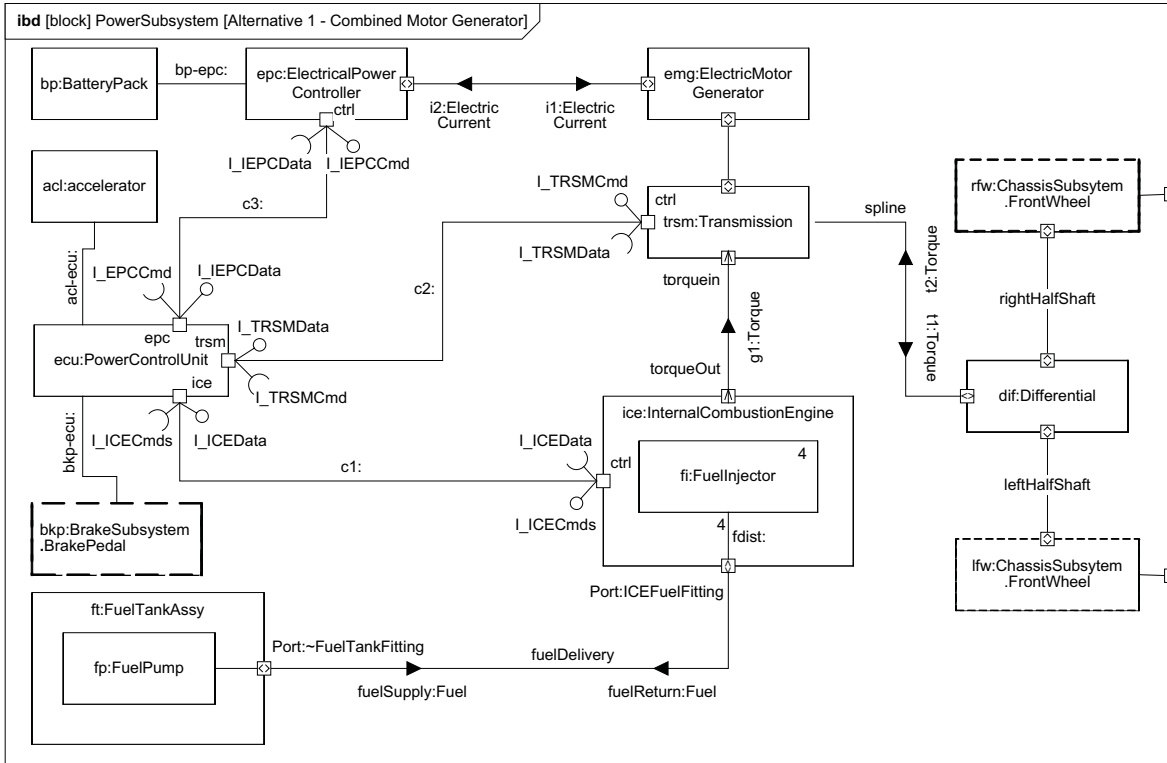 ibd [block] PowerSubsystem [Alternative 1 - Combined Motor Generator]
bp:BatteryPack
bp-epc:
epc:ElectricalPower
Controller
ctrl
i2:Electric
Current
i1:Electric
Current
emg:ElectricMotor
Generator
I_IEPCData
I_IEPCCmd
acl:accelerator
c3:
I_TRSMCmd
ctrl
trsm:Transmission
I_TRSMData
spline
rfw:ChassisSubsytem
.FrontWheel
acl-ecu:
I_EPCCmd
I_IEPCData
c2:
torquein
t2:Torque
rightHalfShaft
epc
trsm
ecu:PowerControlUnit
ice
I_TRSMData
I_TRSMCmd
g1:Torque
torqueOut
t1:Torque
dif:Differential
bkp-ecu:
I_ICECmds
I_ICEData
c1:
ice:InternalCombustionEngine
I_ICEData
ctrl
I_ICECmds
4
fi:FuelInjector
4
fdist:
leftHalfShaft
bkp:BrakeSubsystem
.BrakePedal
lfw:ChassisSubsytem
.FrontWheel
Port:ICEFuelFitting
ft:FuelTankAssy
fp:FuelPump
Port:~FuelTankFitting
fuelDelivery
fuelSupply:Fuel
fuelReturn:Fuel